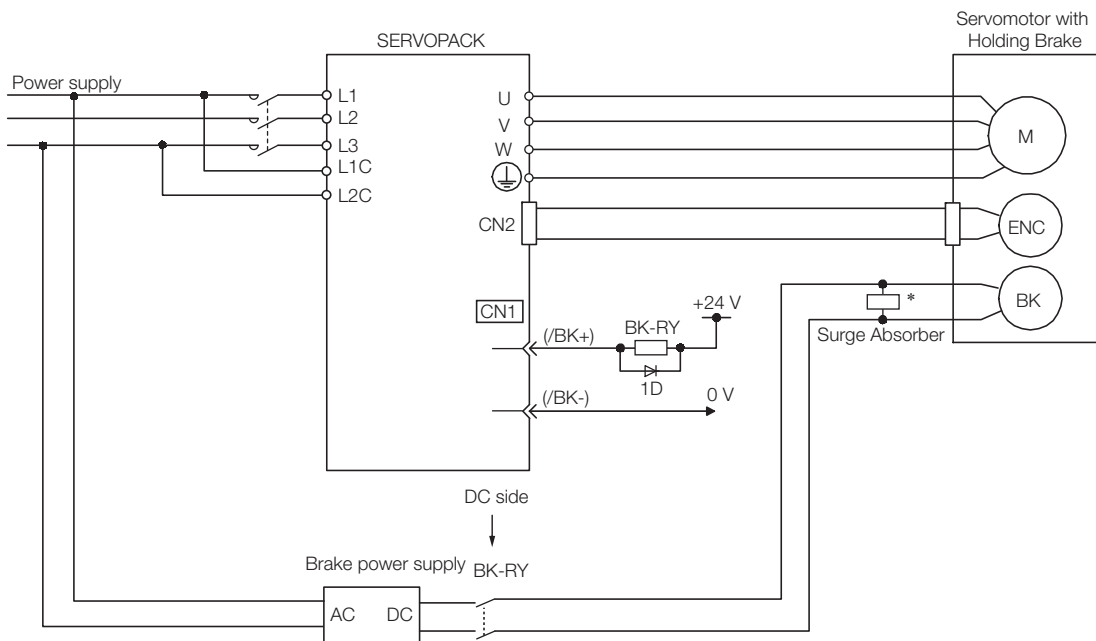 Servomotor with
Holding Brake
SERVOPACK
Power supply
L1
L2
L3
L1C
L2C
U
V
W
M
CN2
ENC
CN1
BK
*
Surge Absorber
+24 V
BK-RY
(/BK+)
1D
(/BK-)
0 V
DC side
Brake power supply
BK-RY
AC
DC